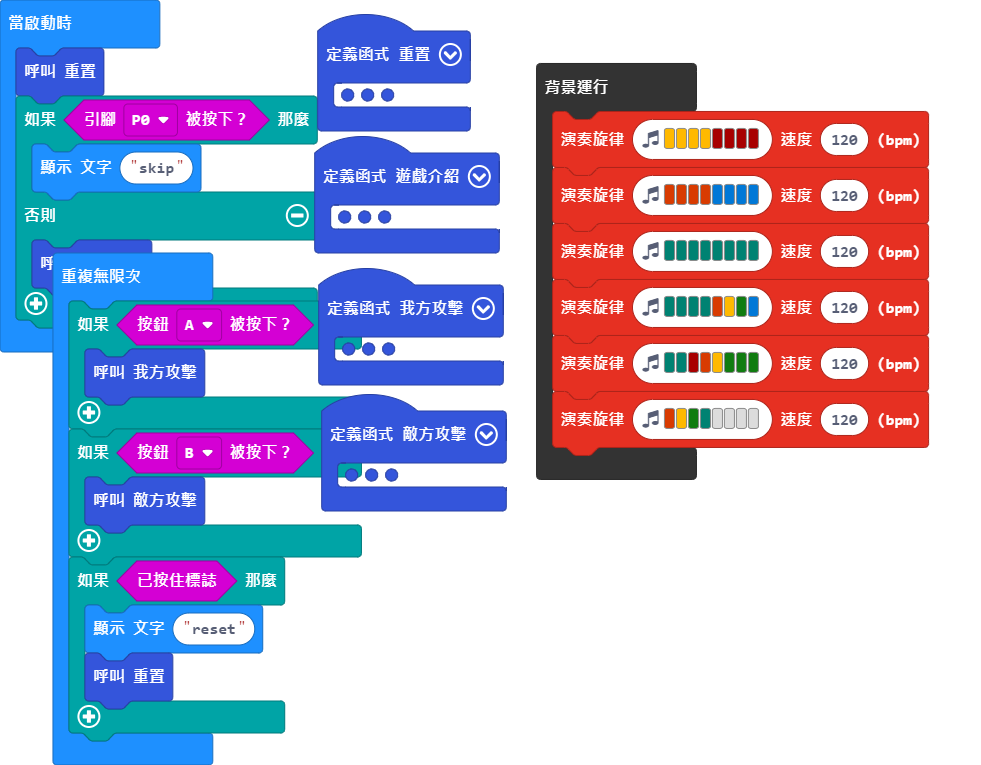 當啟動時
呼叫 重置
如果 引腳 P0 被按下？ 那麼
顯示 文字 "skip"
否則
呼
重複無限次
如果 按鈕 A 被按下？
呼叫 我方攻擊
如果 按鈕 B 被按下？
呼叫 敵方攻擊
如果 已按住標誌 那麼
顯示 文字 "reset"
呼叫 重置
定義函式 重置
定義函式 遊戲介紹
定義函式 我方攻擊
定義函式 敵方攻擊
背景運行
演奏旋律 速度 120 (bpm)
演奏旋律 速度 120 (bpm)
演奏旋律 速度 120 (bpm)
演奏旋律 速度 120 (bpm)
演奏旋律 速度 120 (bpm)
演奏旋律 速度 120 (bpm)